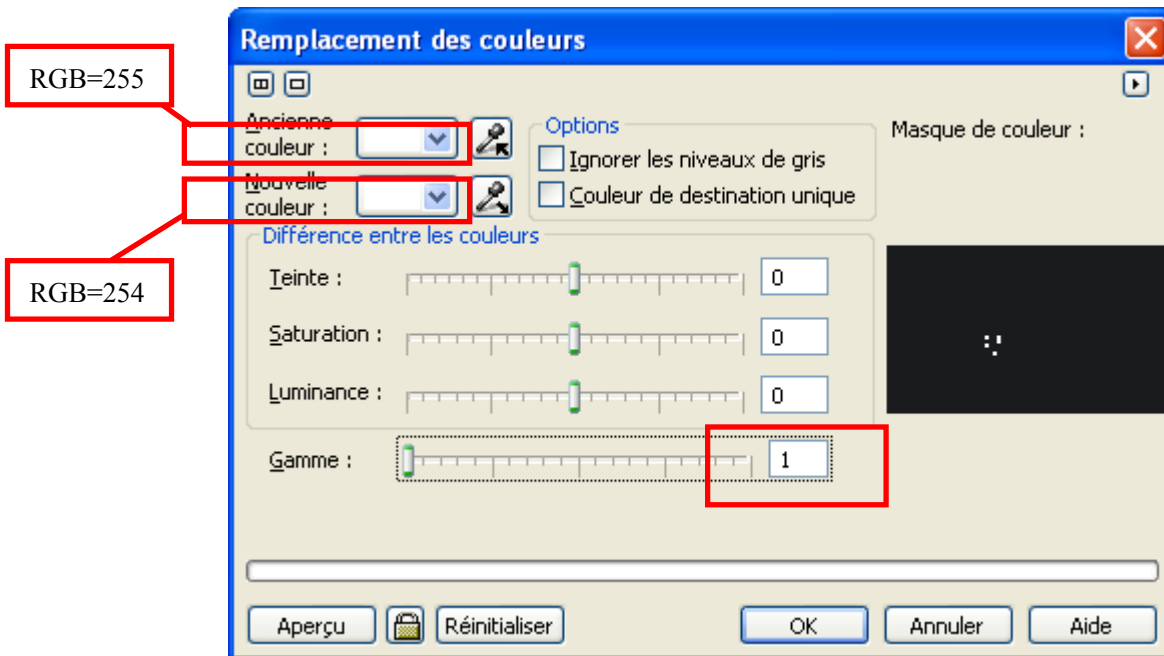 Remplacement des couleurs
RGB=255
Ancienne
couleur :
Options
Masque de couleur :
Ignorer les niveaux de gris
Nouvelle
couleur :
Couleur de destination unique
Différence entre les couleurs
RGB=254
Teinte :
0
Saturation :
0
Luminance :
0
Gamme :
1
Aperçu
Réinitialiser
OK
Annuler
Aide